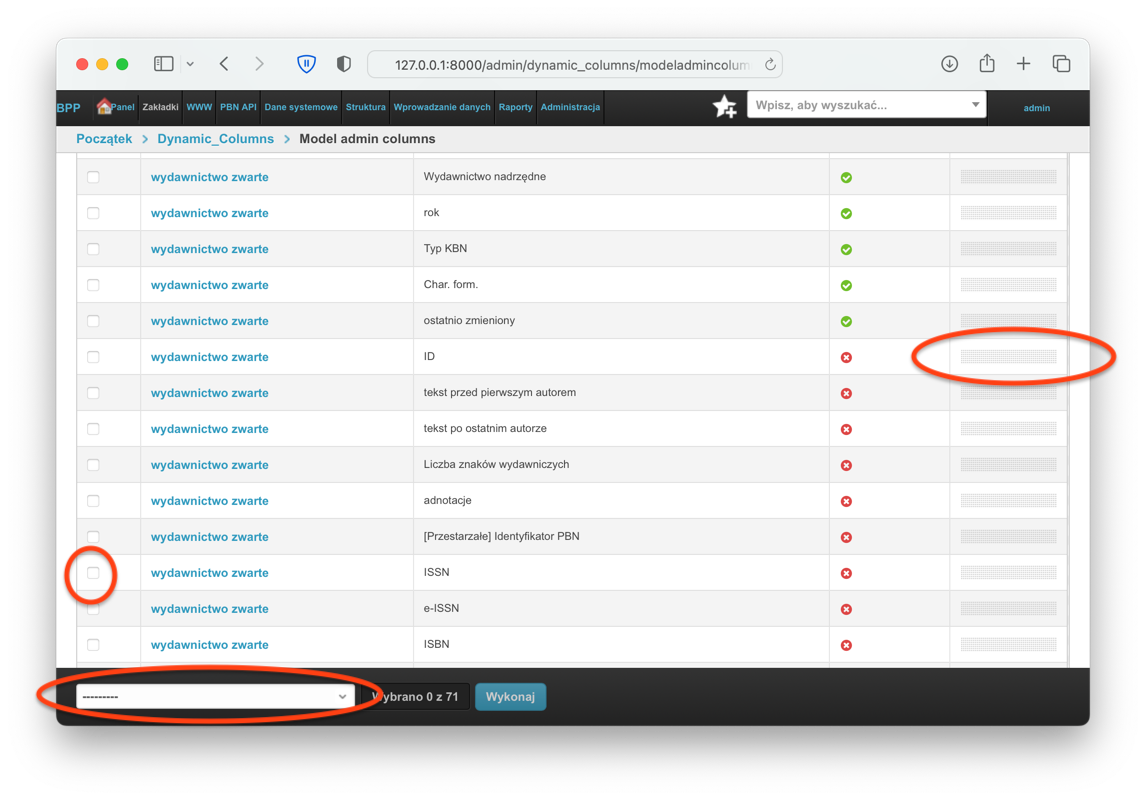 127.0.0.1:8000/admin/dynamic_columns/modeladmincolum
BPP Panel Zakładki WWW PBN API Dane systemowe Struktura Wprowadzanie danych Raporty Administracja Wpisz, aby wyszukać... admin
Początek > Dynamic_Columns > Model admin columns
wydawnictwo zwarte Wydawnictwo nadrzędne
wydawnictwo zwarte rok
wydawnictwo zwarte Typ KBN
wydawnictwo zwarte Char. form.
wydawnictwo zwarte ostatnio zmieniony
wydawnictwo zwarte ID
wydawnictwo zwarte tekst przed pierwszym autorem
wydawnictwo zwarte tekst po ostatnim autorze
wydawnictwo zwarte Liczba znaków wydawniczych
wydawnictwo zwarte adnotacje
wydawnictwo zwarte [Przestarzałe] Identyfikator PBN
wydawnictwo zwarte ISSN
wydawnictwo zwarte e-ISSN
wydawnictwo zwarte ISBN
--------- Wybrano 0 z 71 Wykonaj